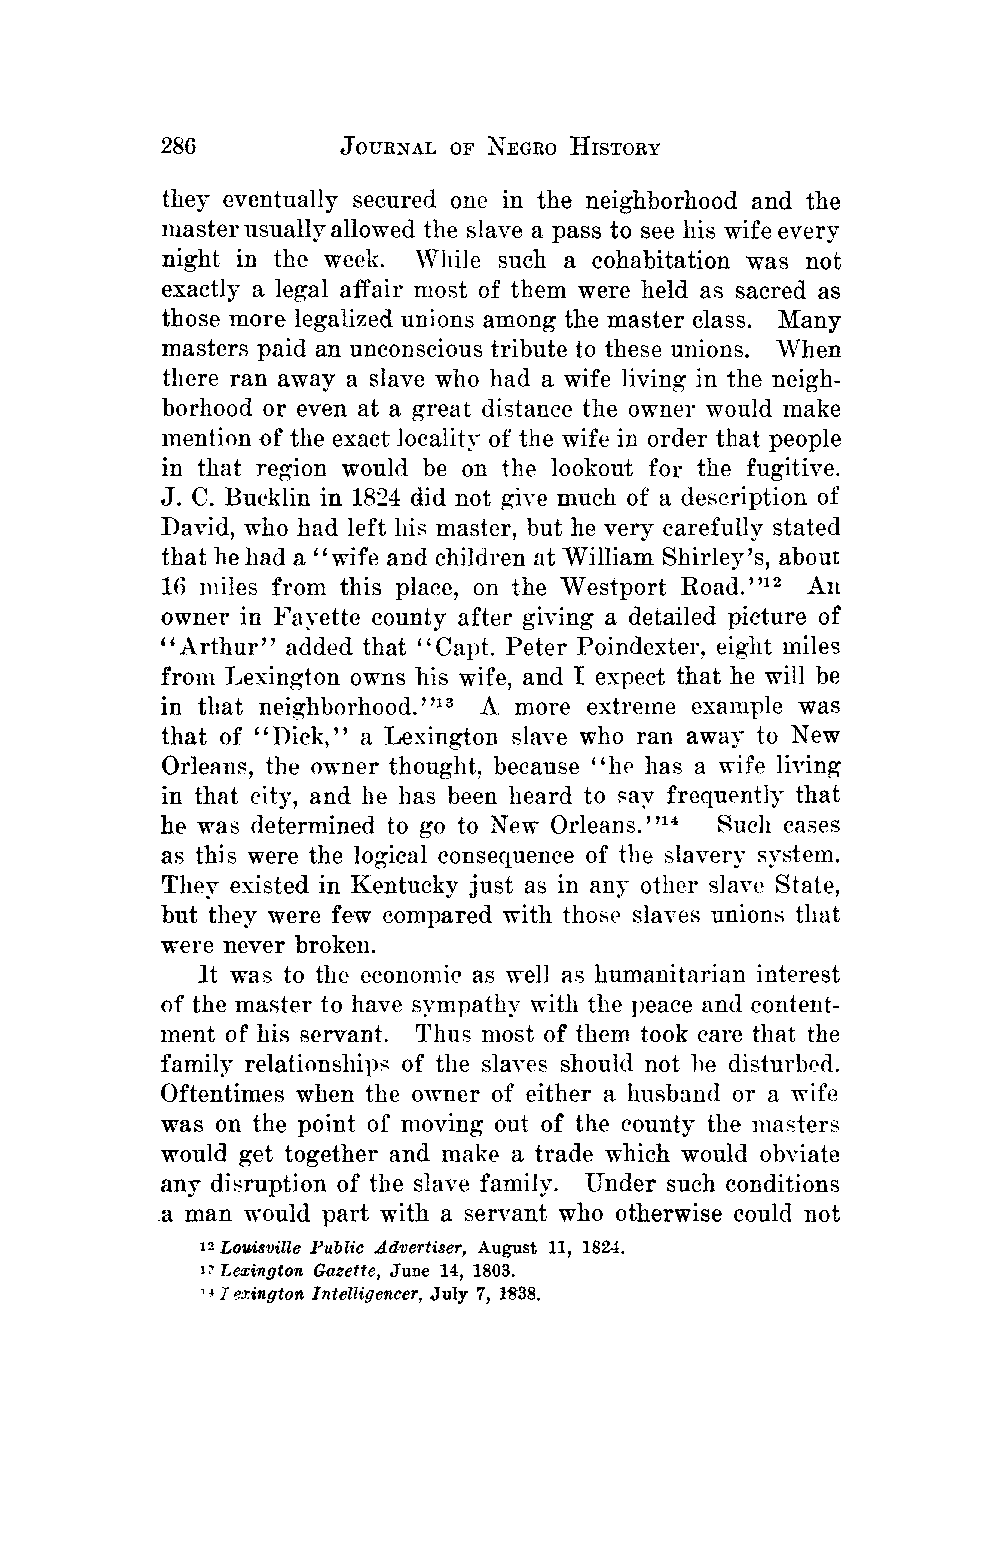 286 JOURNAL OF NEGRO HISTORY
they eventually secured one in the neighborhood and the
master usually allowed the slave a pass to see his wife every
night in the week. While such a cohabitation was not
exactly a legal affair most of them were held as sacred as
those more legalized unions among the master class. Many
masters paid an unconscious tribute to these unions. When
there ran away a slave who had a wife living in the neigh-
borhood or even at a great distance the owner would make
mention of the exact locality of the wife in order that people
in that region would be on the lookout for the fugitive.
J. C. Bucklin in 1824 did not give much of a description of
David, who had left his master, but he very carefully stated
that he had a “wife and children at William Shirley's, about
16 miles from this place, on the Westport Road.”12 An
owner in Fayette county after giving a detailed picture of
“Arthur” added that “Capt. Peter Poindexter, eight miles
from Lexington owns his wife, and I expect that he will be
in that neighborhood.”13 A more extreme example was
that of “Dick,” a Lexington slave who ran away to New
Orleans, the owner thought, because “he has a wife living
in that city, and he has been heard to say frequently that
he was determined to go to New Orleans.”14 Such cases
as this were the logical consequence of the slavery system.
They existed in Kentucky just as in any other slave State,
but they were few compared with those slaves unions that
were never broken.
It was to the economic as well as humanitarian interest
of the master to have sympathy with the peace and content-
ment of his servant. Thus most of them took care that the
family relationships of the slaves should not be disturbed.
Oftentimes when the owner of either a husband or a wife
was on the point of moving out of the county the masters
would get together and make a trade which would obviate
any disruption of the slave family. Under such conditions
a man would part with a servant who otherwise could not
12 Louisville Public Advertiser, August 11, 1824.
13 Lexington Gazette, June 14, 1803.
14 Lexington Intelligencer, July 7, 1838.